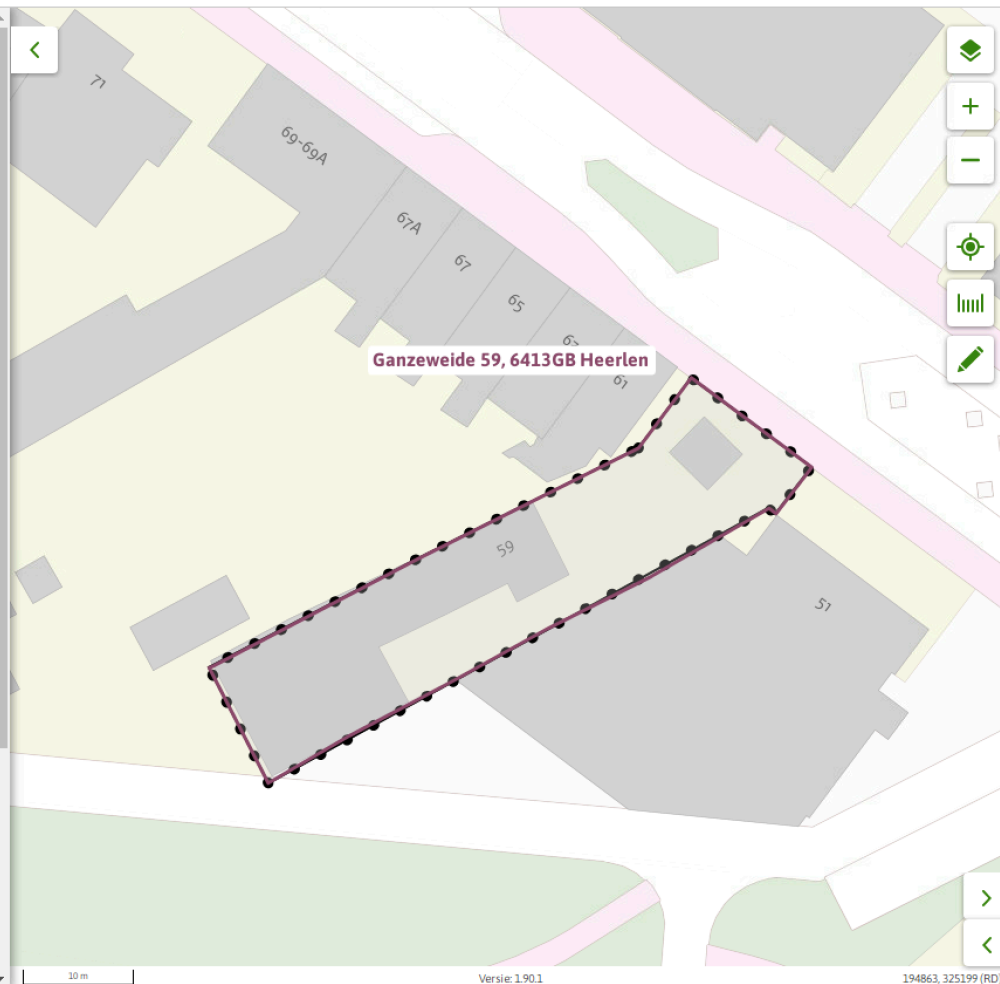 71
69-69A
67A
67
65
Ganzeweide 59, 6413GB Heerlen
61
59
51
10 m
Versie: 1.90.1
194863, 325199 (RD)